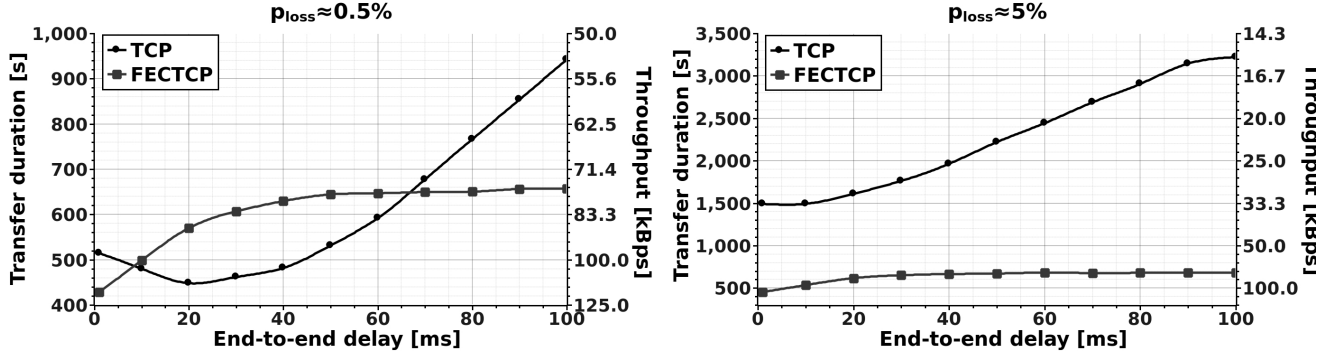 ploss≈0.5%
1,000
900
800
700
600
500
400
Transfer duration [s]
TCP
FECTCP
50.0
55.6
62.5
71.4
83.3
100.0
125.0
Throughput [kBps]
0 20 40 60 80 100
End-to-end delay [ms]
ploss≈5%
3,500
3,000
2,500
2,000
1,500
1,000
500
Transfer duration [s]
TCP
FECTCP
14.3
16.7
20.0
25.0
33.3
50.0
100.0
Throughput [kBps]
0 20 40 60 80 100
End-to-end delay [ms]